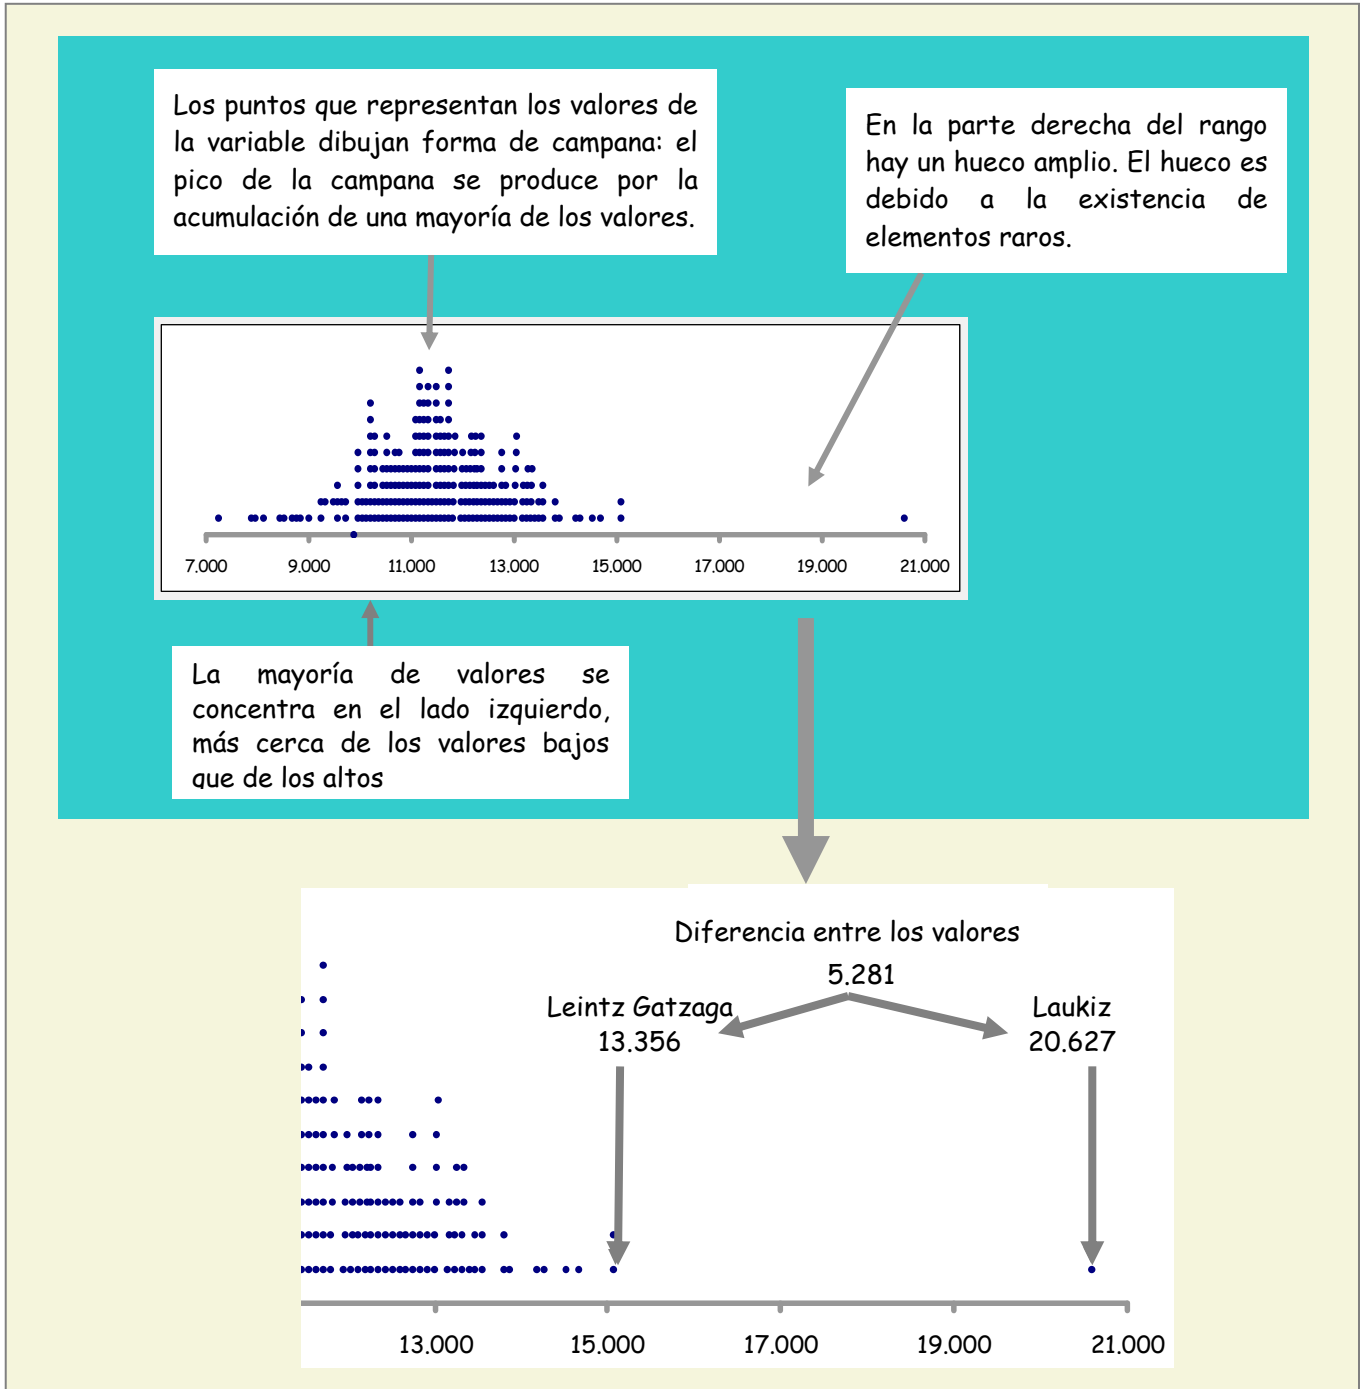 Los puntos que representan los valores de
la variable dibujan forma de campana: el
pico de la campana se produce por la
acumulación de una mayoría de los valores.
En la parte derecha del rango
hay un hueco amplio. El hueco es
debido a la existencia de
elementos raros.
7.000 9.000 11.000 13.000 15.000 17.000 19.000 21.000
La mayoría de valores se
concentra en el lado izquierdo,
más cerca de los valores bajos
que de los altos
Diferencia entre los valores
5.281
Leintz Gatzaga
13.356
Laukiz
20.627
13.000 15.000 17.000 19.000 21.000